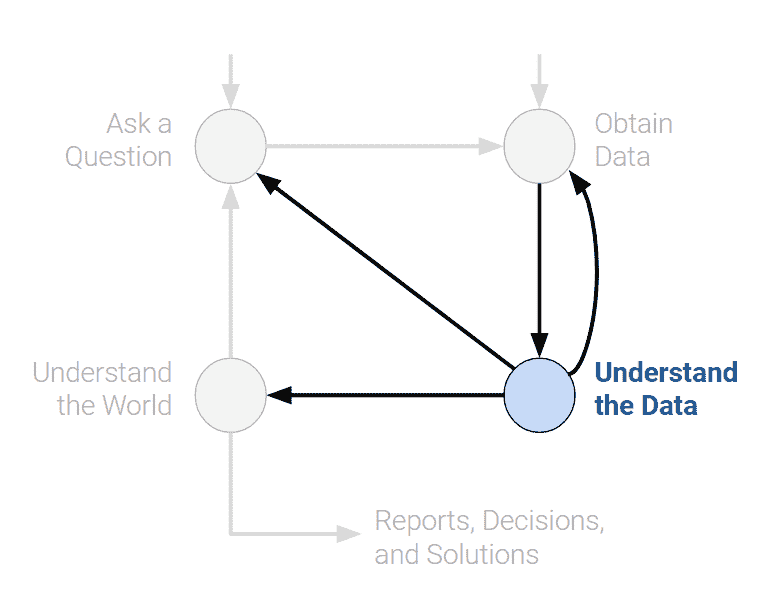 Ask a
Question
Obtain
Data
Understand
the World
Understand
the Data
Reports, Decisions,
and Solutions